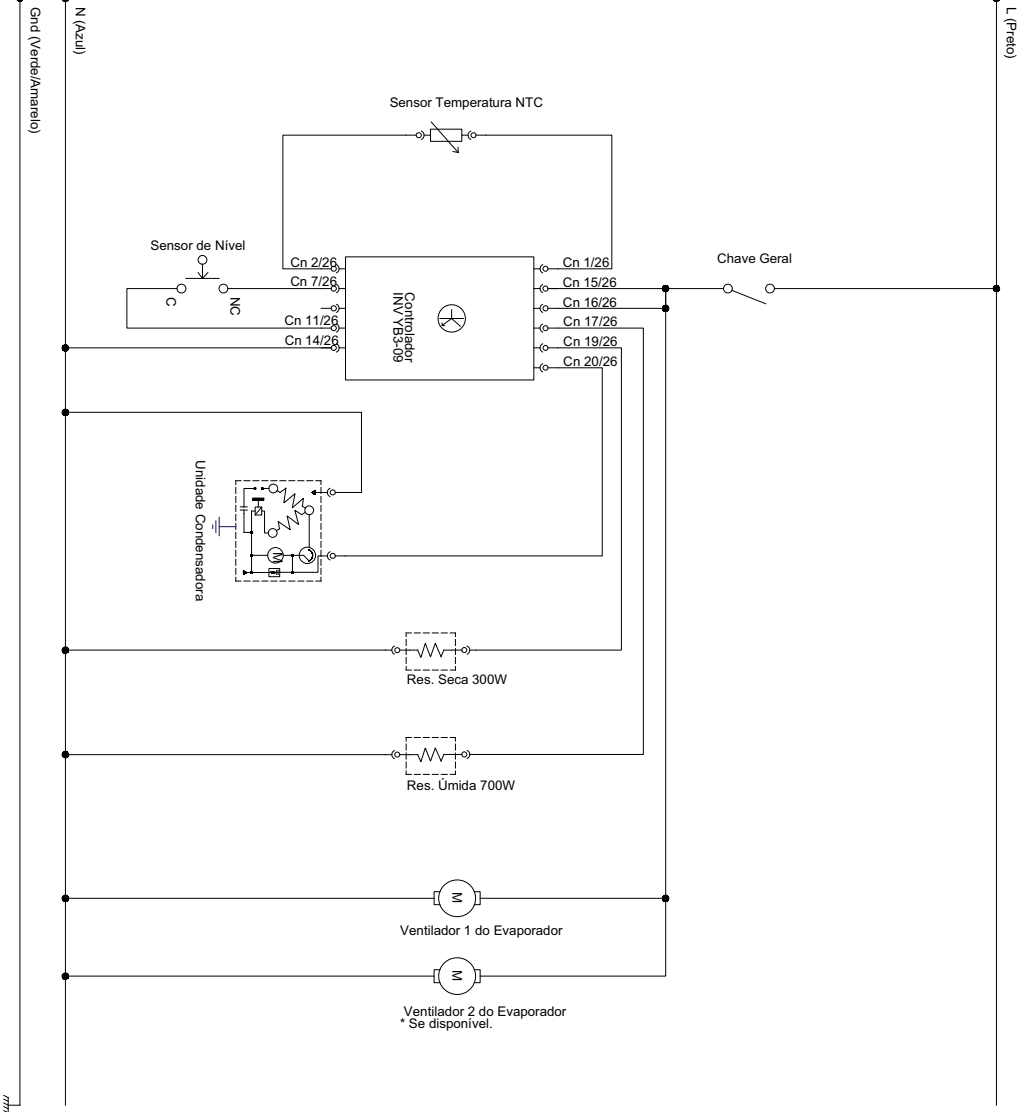 Gnd (Verde/Amarelo)
N (Azul)
L (Preto)
Sensor Temperatura NTC
Sensor de Nível
C
NC
Cn 2/26
Cn 7/26
Cn 11/26
Cn 14/26
Controlador
INV YB3-09
Cn 1/26
Cn 15/26
Cn 16/26
Cn 17/26
Cn 19/26
Cn 20/26
Chave Geral
Unidade Condensadora
M
Res. Seca 300W
Res. Úmida 700W
M
Ventilador 1 do Evaporador
M
Ventilador 2 do Evaporador
* Se disponível.